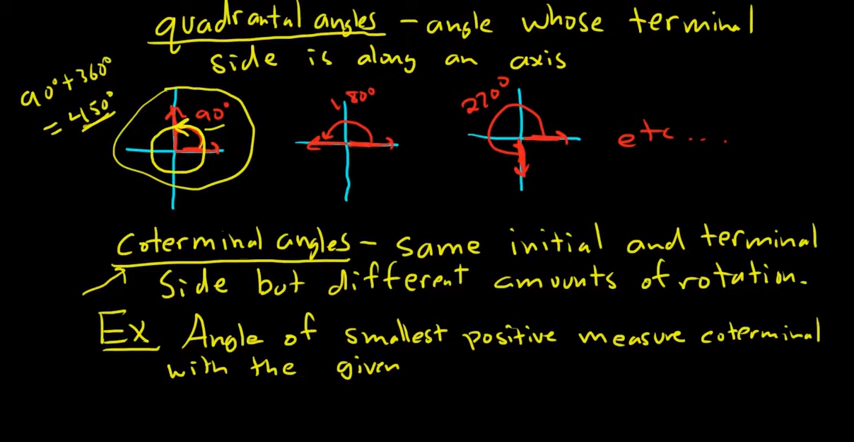 quadrantal angles - angle whose terminal
side is along an axis
90° + 360°
= 450°
90°
180°
270°
etc....
Coterminal angles - same initial and terminal
side but different amounts of rotation.
Ex Angle of smallest positive measure coterminal
with the given